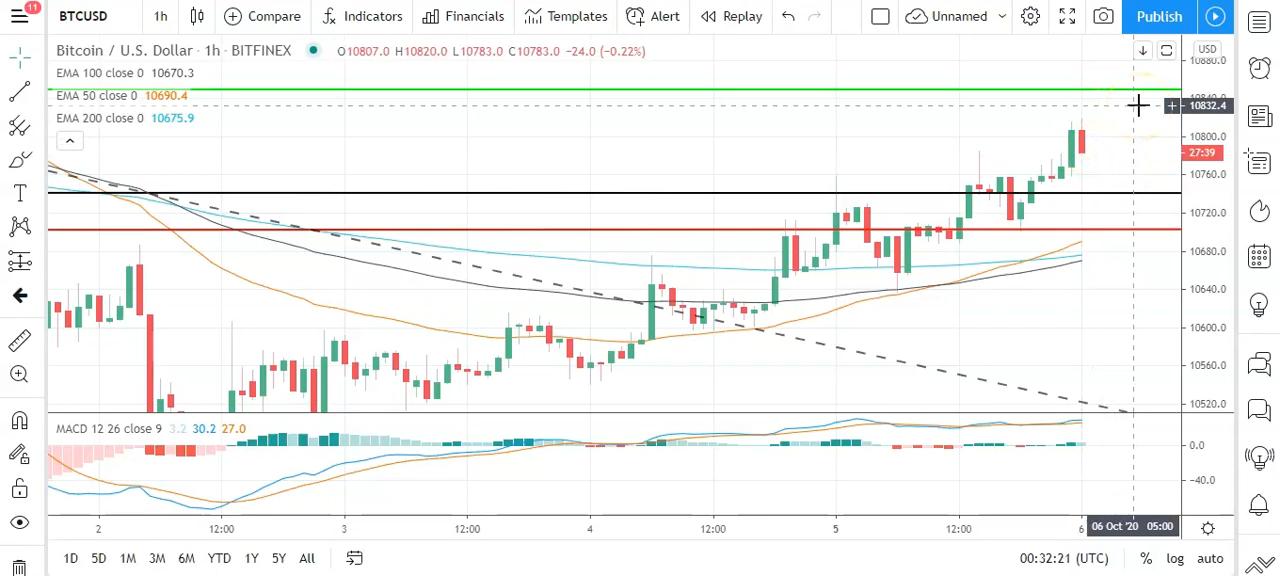 11
BTCUSD 1h Compare Indicators Financials Templates Alert Replay Unnamed Publish
Bitcoin / U.S. Dollar · 1h · BITFINEX O10807.0 H10820.0 L10783.0 C10783.0 −24.0 (−0.22%) USD
EMA 100 close 0 10670.3
EMA 50 close 0 10690.4
EMA 200 close 0 10675.9
10880.0
10840.0
10832.4
10800.0
27:39
10760.0
10720.0
10680.0
10640.0
10600.0
10560.0
10520.0
MACD 12 26 close 9 3.2 30.2 27.0
0.0
−40.0
2 12:00 3 12:00 4 12:00 5 12:00 6 06 Oct '20 05:00
1D 5D 1M 3M 6M YTD 1Y 5Y All 00:32:21 (UTC) % log auto